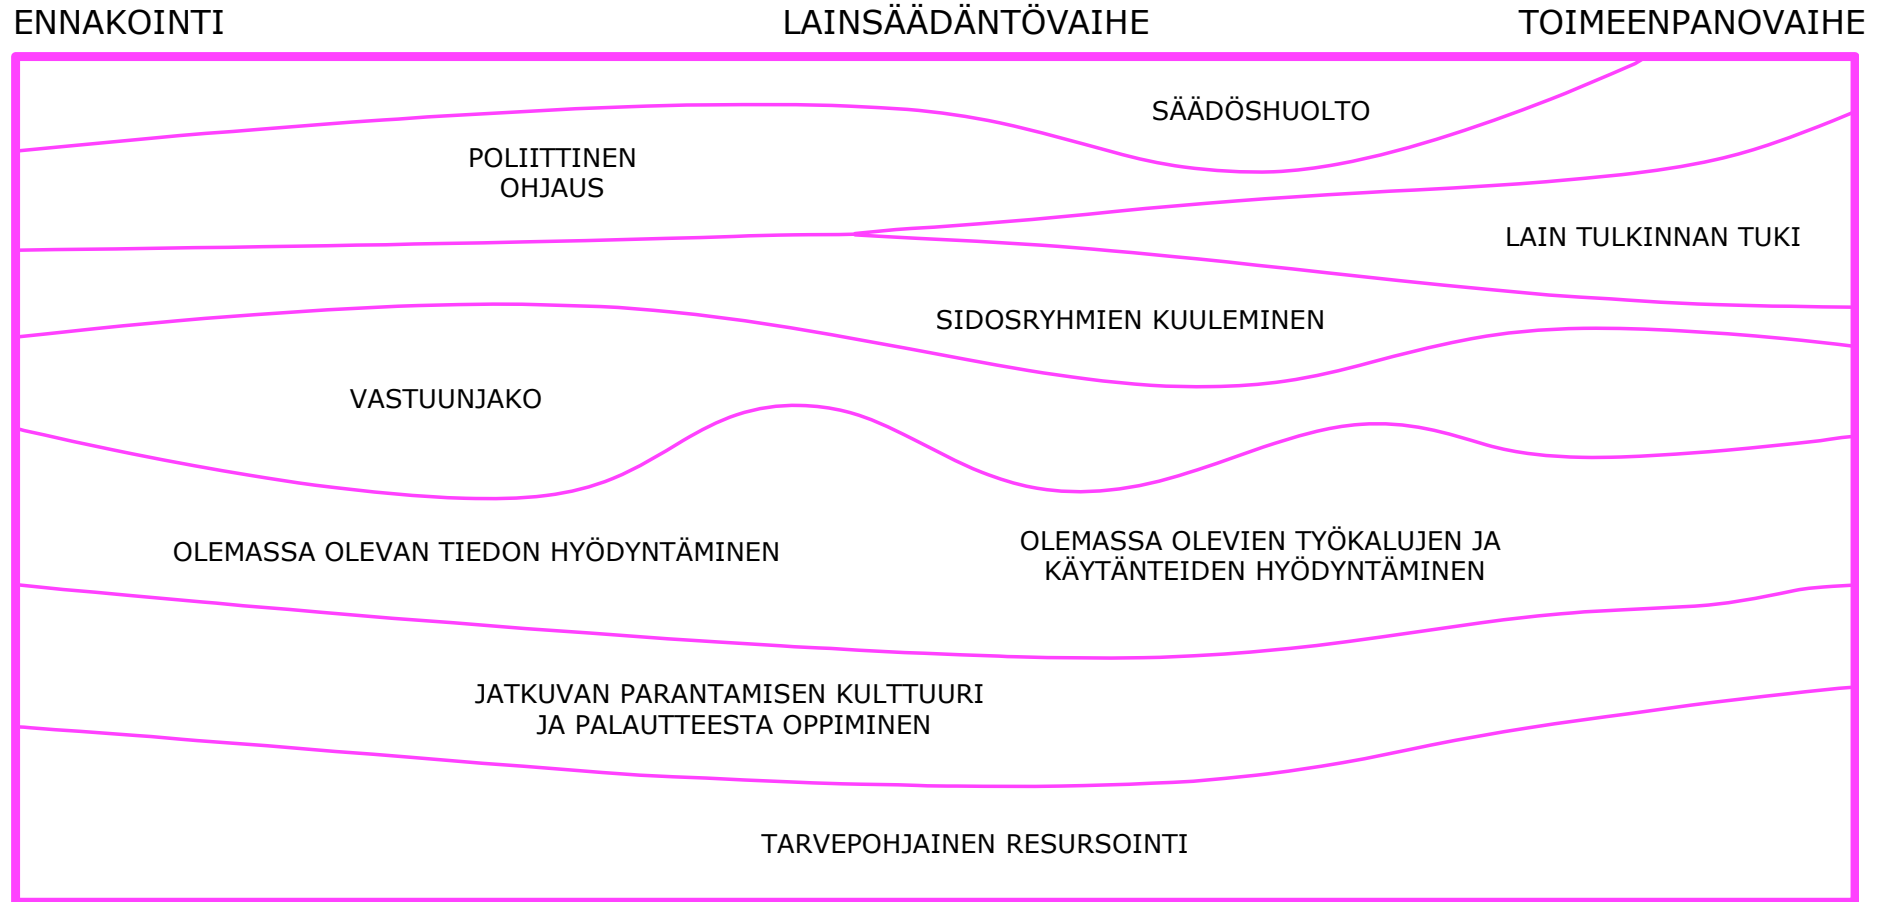 ENNAKOINTI
LAINSÄÄDÄNTÖVAIHE
TOIMEENPANOVAIHE
SÄÄDÖSHUOLTO
POLIITTINEN
OHJAUS
LAIN TULKINNAN TUKI
SIDOSRYHMIEN KUULEMINEN
VASTUUNJAKO
OLEMASSA OLEVAN TIEDON HYÖDYNTÄMINEN
OLEMASSA OLEVIEN TYÖKALUJEN JA
KÄYTÄNTEIDEN HYÖDYNTÄMINEN
JATKUVAN PARANTAMISEN KULTTUURI
JA PALAUTTEESTA OPPIMINEN
TARVEPOHJAINEN RESURSOINTI